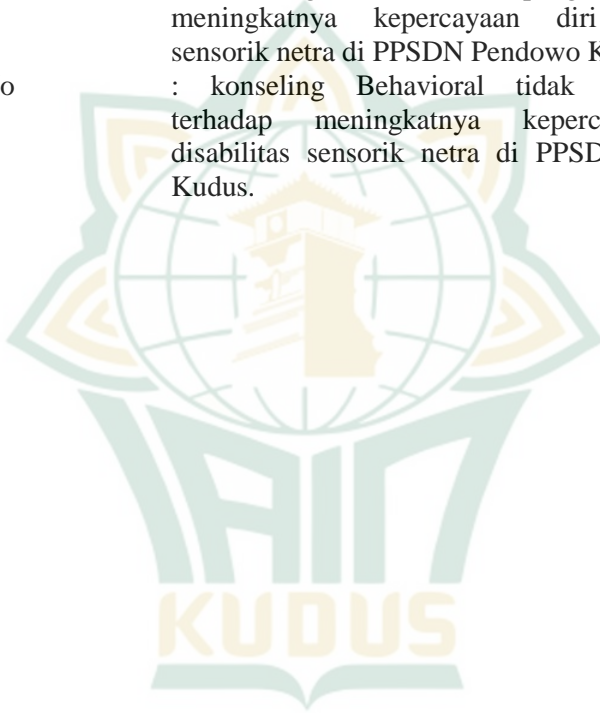 meningkatnya kepercayaan diri
sensorik netra di PPSDN Pendowo K
o : konseling Behavioral tidak
terhadap meningkatnya keperc
disabilitas sensorik netra di PPSD
Kudus.
IAIN
KUDUS